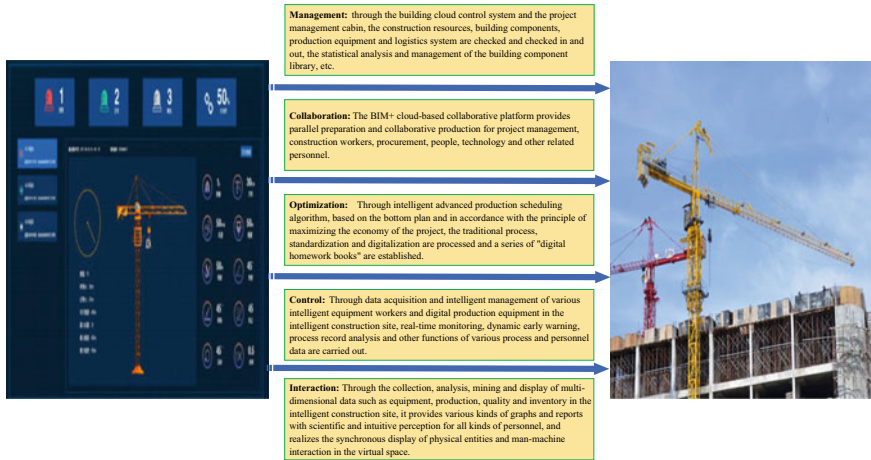 Management: through the building cloud control system and the project
management cabin, the construction resources, building components,
production equipment and logistics system are checked and checked in and
out, the statistical analysis and management of the building component
library, etc.
1
2
3
50%
Collaboration: The BIM+ cloud-based collaborative platform provides
parallel preparation and collaborative production for project management,
construction workers, procurement, people, technology and other related
personnel.
Optimization: Through intelligent advanced production scheduling
algorithm, based on the bottom plan and in accordance with the principle of
maximizing the economy of the project, the traditional process,
standardization and digitalization are processed and a series of "digital
homework books" are established.
Control: Through data acquisition and intelligent management of various
intelligent equipment workers and digital production equipment in the
intelligent construction site, real-time monitoring, dynamic early warning,
process record analysis and other functions of various process and personnel
data are carried out.
Interaction: Through the collection, analysis, mining and display of multi-
dimensional data such as equipment, production, quality and inventory in the
intelligent construction site, it provides various kinds of graphs and reports
with scientific and intuitive perception for all kinds of personnel, and
realizes the synchronous display of physical entities and man-machine
interaction in the virtual space.